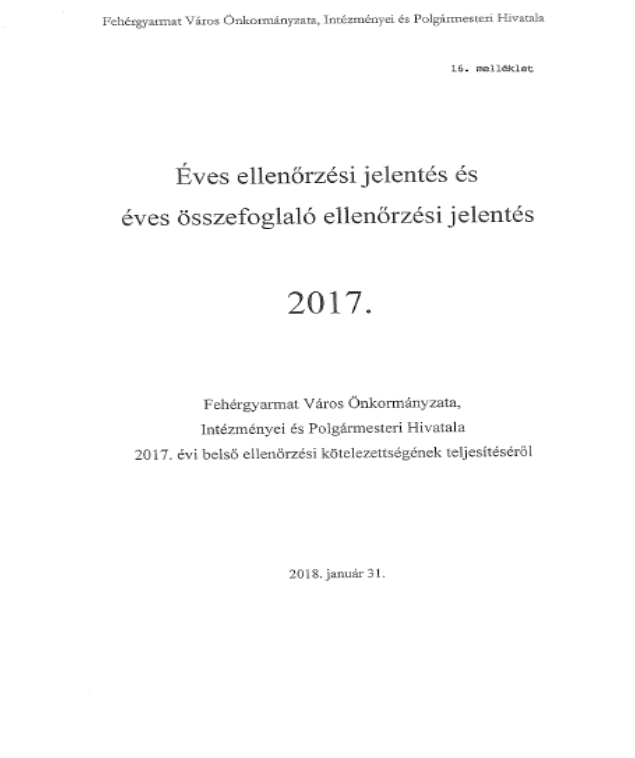 Fehérgyarmat Város Önkormányzata, Intézményei és Polgármesteri Hivatala
16. melléklet
Éves ellenőrzési jelentés és
éves összefoglaló ellenőrzési jelentés
2017.
Fehérgyarmat Város Önkormányzata,
Intézményei és Polgármesteri Hivatala
2017. évi belső ellenőrzési kötelezettségének teljesítéséről
2018. január 31.